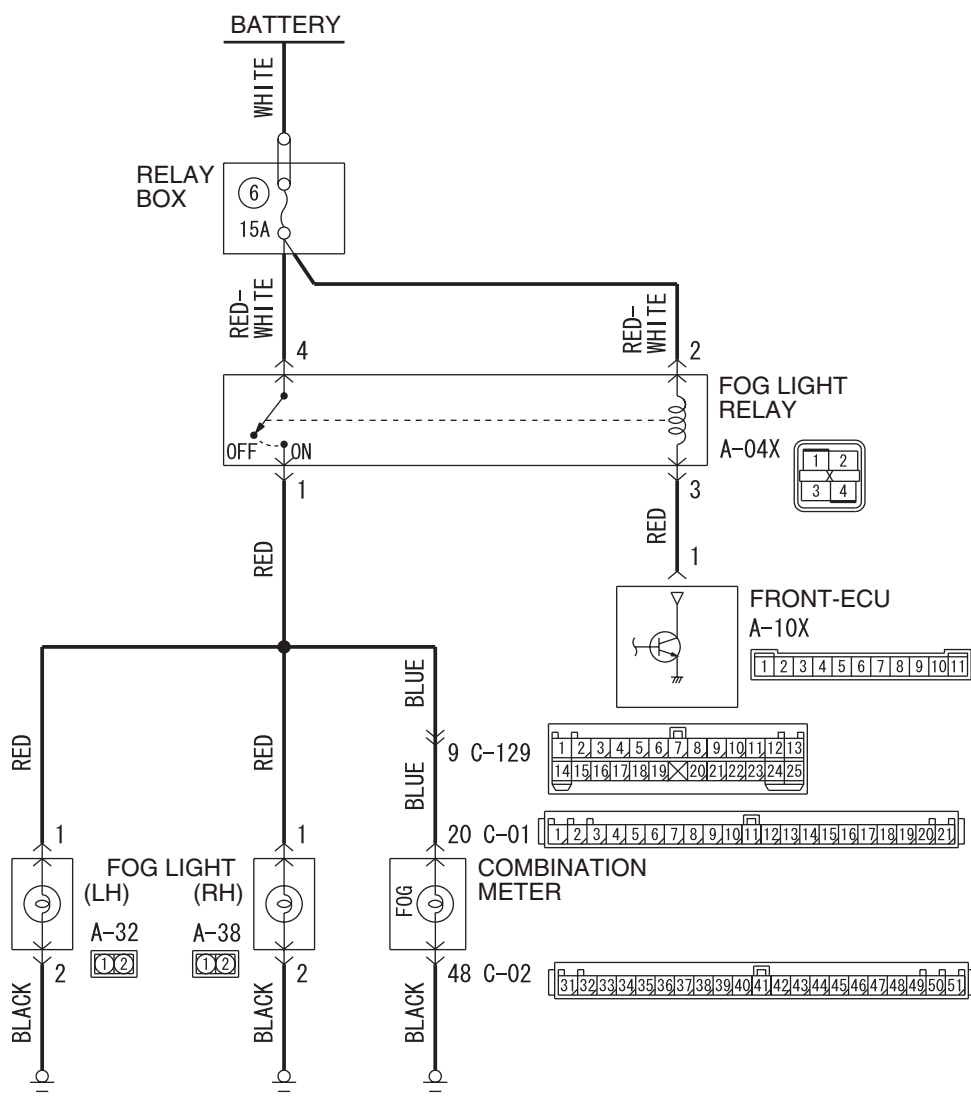 BATTERY
WHITE
RELAY
BOX
6
15A
RED-
WHITE
RED-
WHITE
4
2
FOG LIGHT
RELAY
OFF
ON
A-04X
1 2
X
3 4
1
3
RED
RED
1
FRONT-ECU
A-10X
1 2 3 4 5 6 7 8 9 10 11
BLUE
RED
RED
9 C-129
1 2 3 4 5 6 7 8 9 10 11 12 13
14 15 16 17 18 19 20 21 22 23 24 25
BLUE
1
1
20 C-01
1 2 3 4 5 6 7 8 9 10 11 12 13 14 15 16 17 18 19 20 21
FOG LIGHT
(LH)
(RH)
FOG
COMBINATION
METER
A-32
A-38
1 2
1 2
2
2
48 C-02
31 32 33 34 35 36 37 38 39 40 41 42 43 44 45 46 47 48 49 50 51
BLACK
BLACK
BLACK